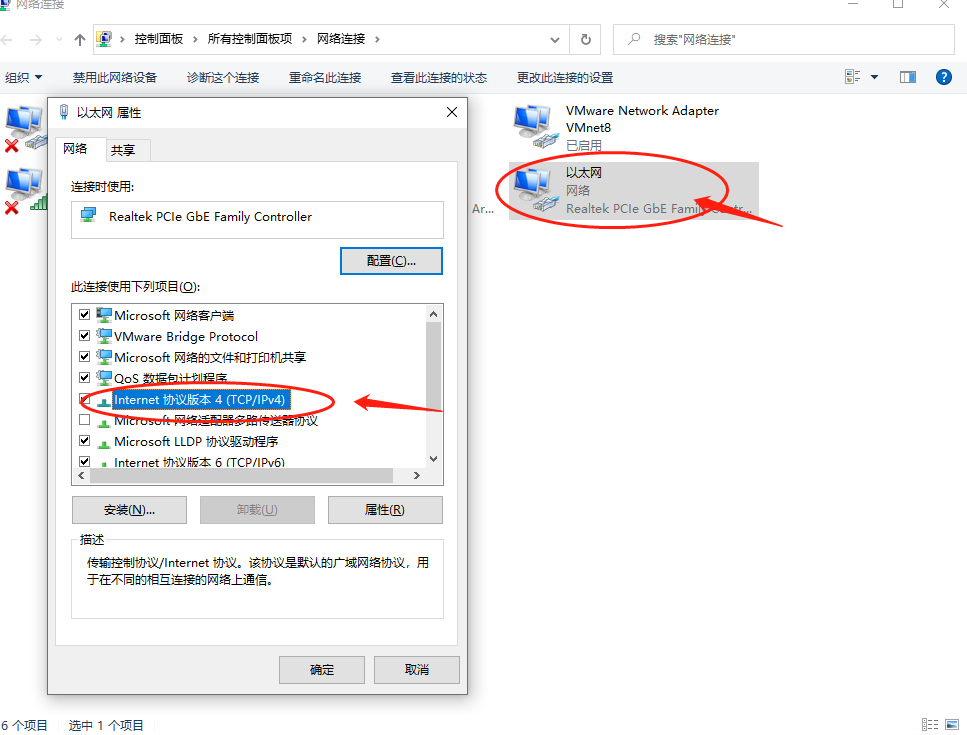 网络连接
控制面板 所有控制面板项 网络连接
搜索"网络连接"
组织 禁用此网络设备 诊断这个连接 重命名此连接 查看此连接的状态 更改此连接的设置
VMware Network Adapter
VMnet8
已启用
以太网
网络
Realtek PCIe GbE Family Contr...
Ar...
以太网 属性
网络 共享
连接时使用:
Realtek PCIe GbE Family Controller
配置(C)...
此连接使用下列项目(O):
Microsoft 网络客户端
VMware Bridge Protocol
Microsoft 网络的文件和打印机共享
QoS 数据包计划程序
Internet 协议版本 4 (TCP/IPv4)
Microsoft 网络适配器多路传送器协议
Microsoft LLDP 协议驱动程序
Internet 协议版本 6 (TCP/IPv6)
安装(N)... 卸载(U) 属性(R)
描述
传输控制协议/Internet 协议。该协议是默认的广域网络协议，用
于在不同的相互连接的网络上通信。
确定 取消
6 个项目 选中 1 个项目